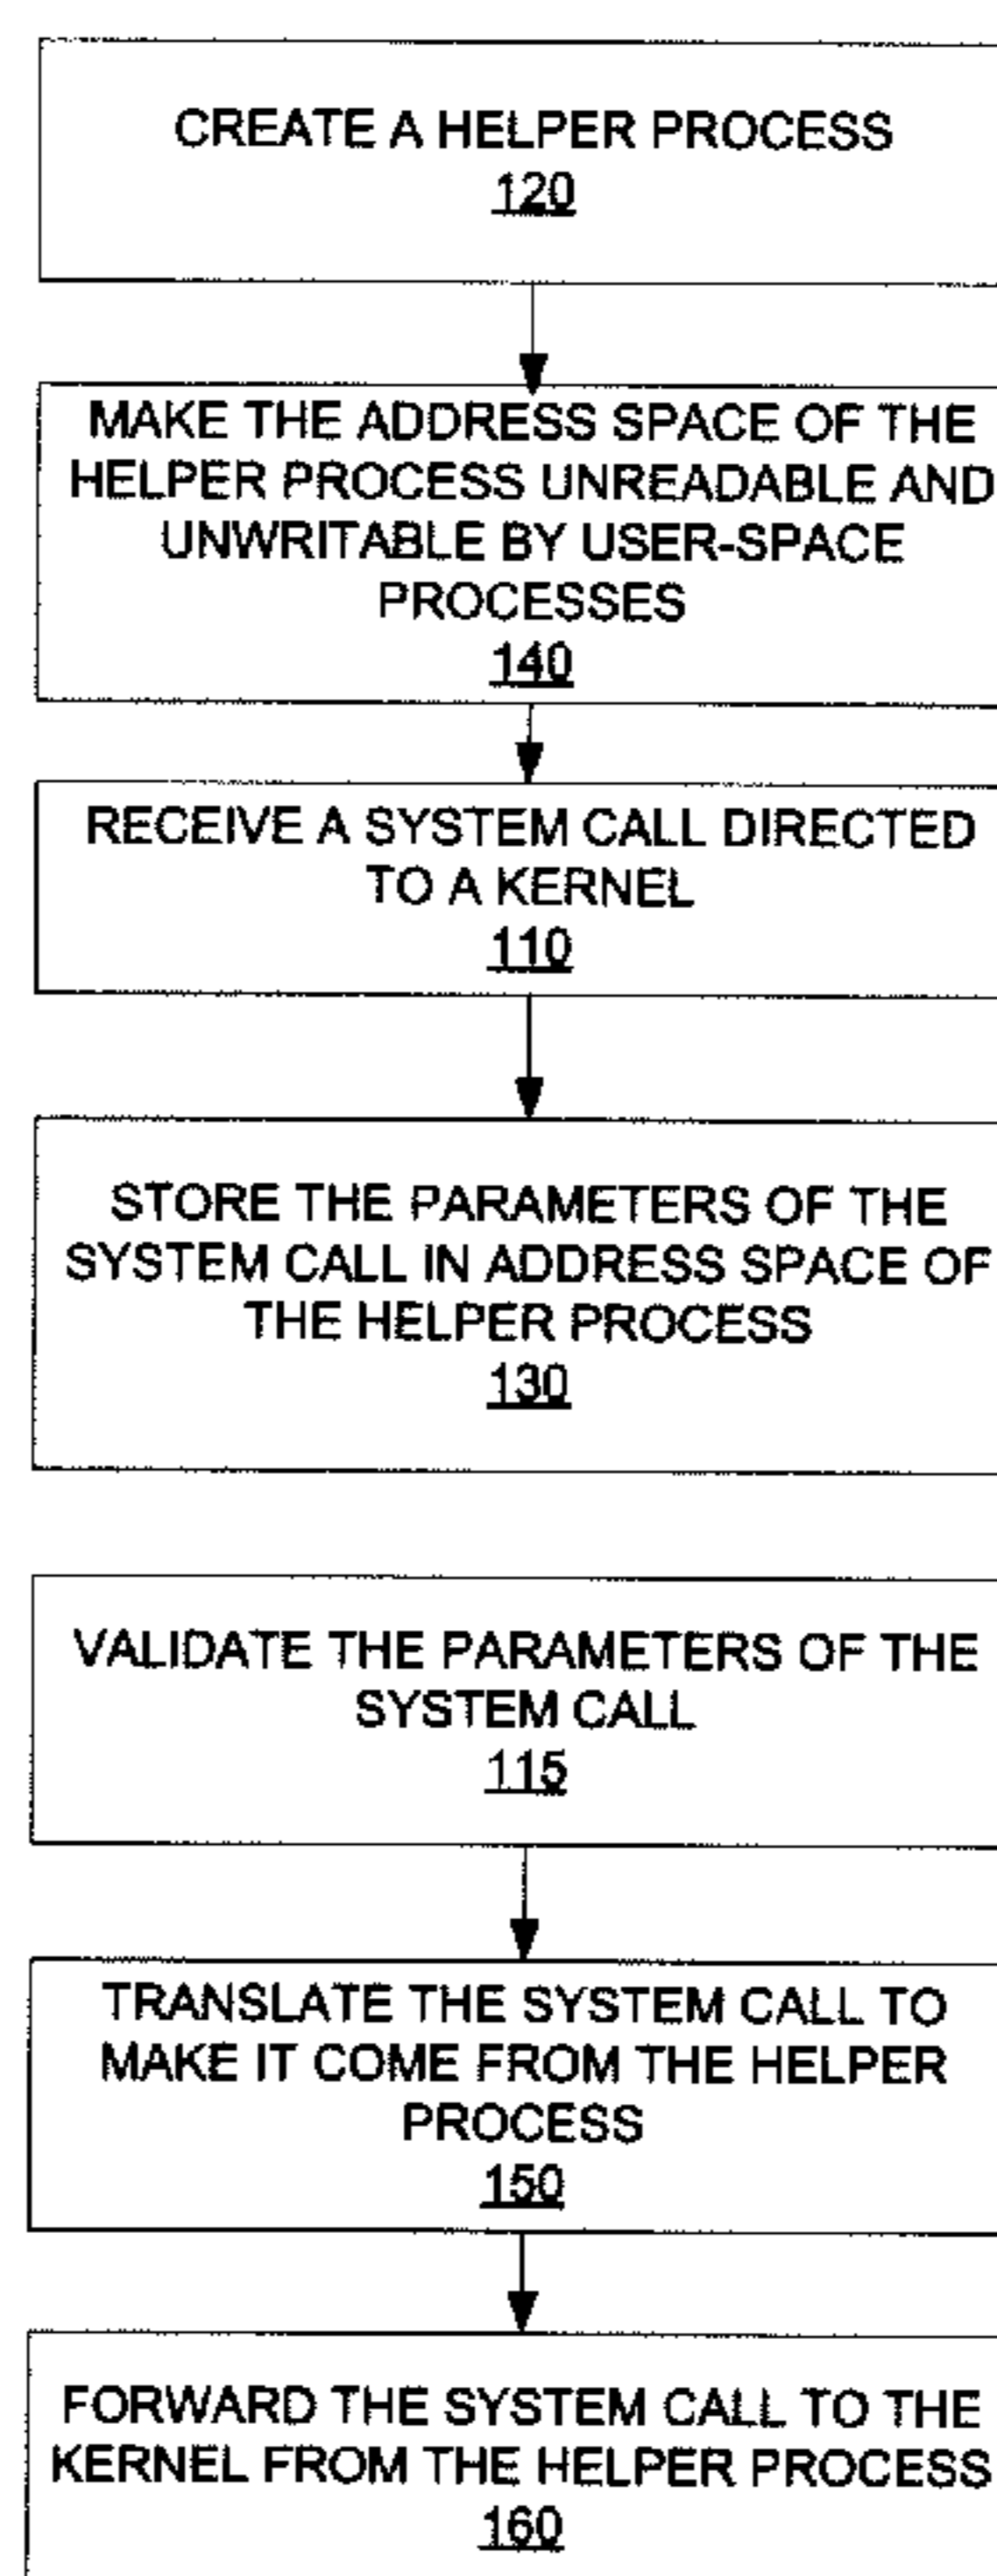 CREATE A HELPER PROCESS
120
MAKE THE ADDRESS SPACE OF THE
HELPER PROCESS UNREADABLE AND
UNWRITABLE BY USER-SPACE
PROCESSES
140
RECEIVE A SYSTEM CALL DIRECTED
TO A KERNEL
110
STORE THE PARAMETERS OF THE
SYSTEM CALL IN ADDRESS SPACE OF
THE HELPER PROCESS
130
VALIDATE THE PARAMETERS OF THE
SYSTEM CALL
115
TRANSLATE THE SYSTEM CALL TO
MAKE IT COME FROM THE HELPER
PROCESS
150
FORWARD THE SYSTEM CALL TO THE
KERNEL FROM THE HELPER PROCESS
160